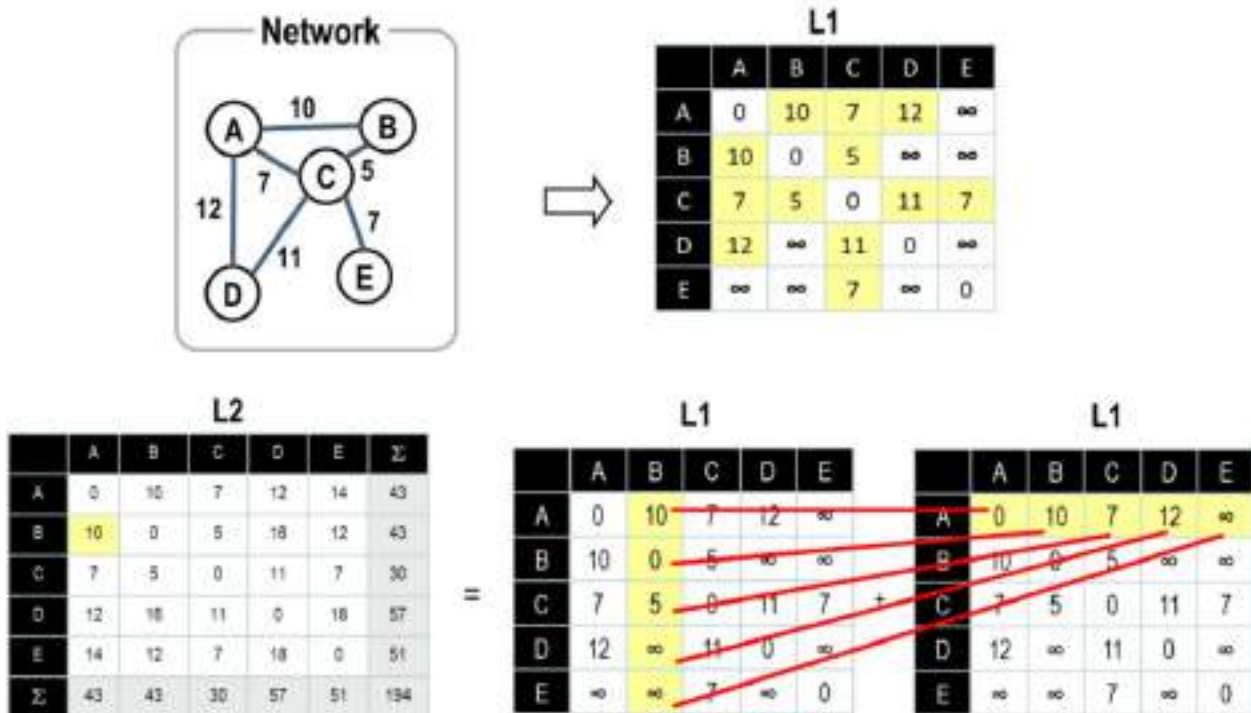 Network
A
10
B
7
C
5
12
7
11
D
E
L1
A B C D E
A 0 10 7 12 ∞
B 10 0 5 ∞ ∞
C 7 5 0 11 7
D 12 ∞ 11 0 ∞
E ∞ ∞ 7 ∞ 0
L2
A B C D E Σ
A 0 10 7 12 14 43
B 10 0 5 16 12 43
C 7 5 0 11 7 30
D 12 16 11 0 18 57
E 14 12 7 18 0 51
Σ 43 43 30 57 51 194
=
L1
A B C D E
A 0 10 7 12 ∞
B 10 0 5 ∞ ∞
C 7 5 0 11 7
D 12 ∞ 11 0 ∞
E ∞ ∞ 7 ∞ 0
+
L1
A B C D E
A 0 10 7 12 ∞
B 10 0 5 ∞ ∞
C 7 5 0 11 7
D 12 ∞ 11 0 ∞
E ∞ ∞ 7 ∞ 0